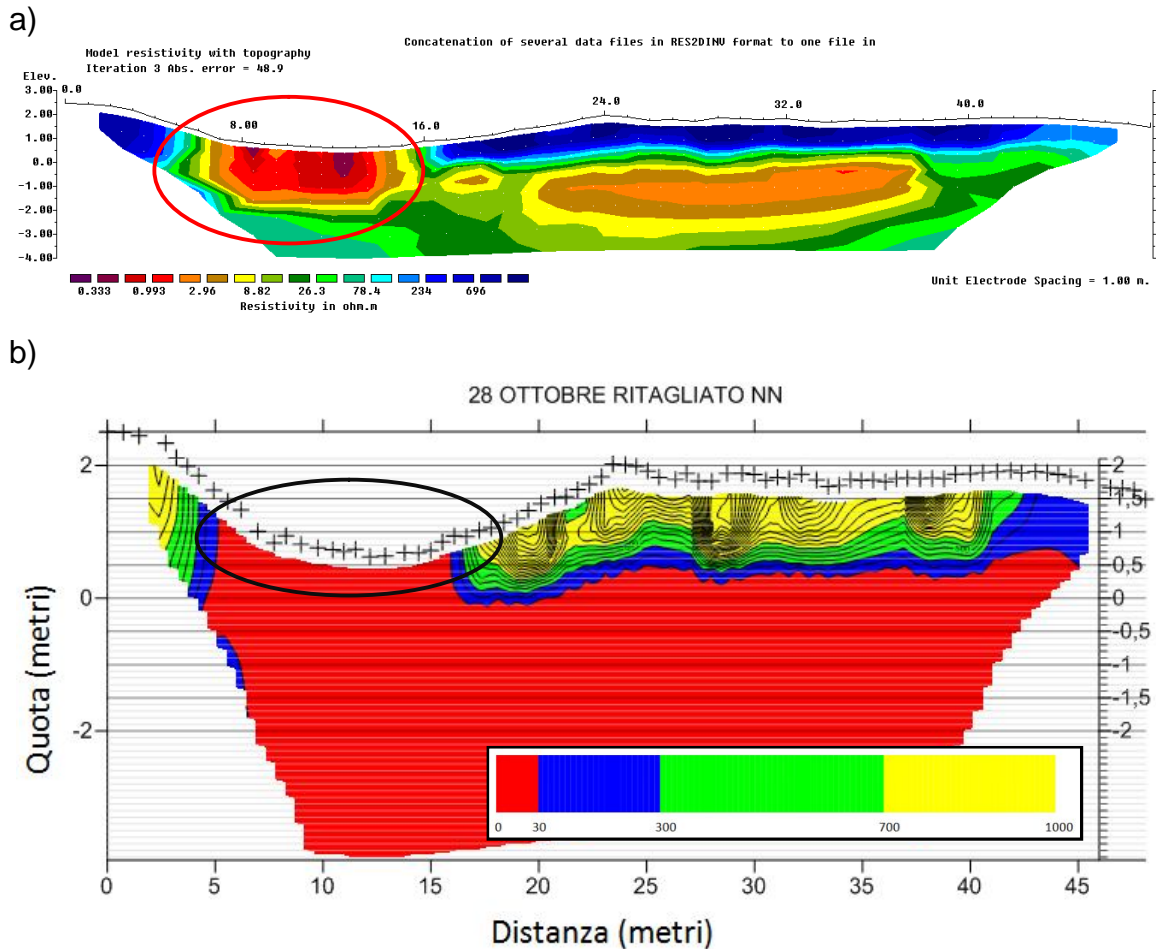 a)
Concatenation of several data files in RES2DINV format to one file in
Model resistivity with topography
Iteration 3 Abs. error = 48.9
Elev.
0.0
8.00
16.0
24.0
32.0
40.0
3.00
2.00
1.00
0.0
-1.00
-2.00
-3.00
-4.00
0.333 0.993 2.96 8.82 26.3 78.4 234 696
Resistivity in ohm.m
Unit Electrode Spacing = 1.00 m.
b)
28 OTTOBRE RITAGLIATO NN
Quota (metri)
2
0
-2
2
1,5
1
0,5
0
-0,5
-1
-1,5
-2
0 30 300 700 1000
0 5 10 15 20 25 30 35 40 45
Distanza (metri)